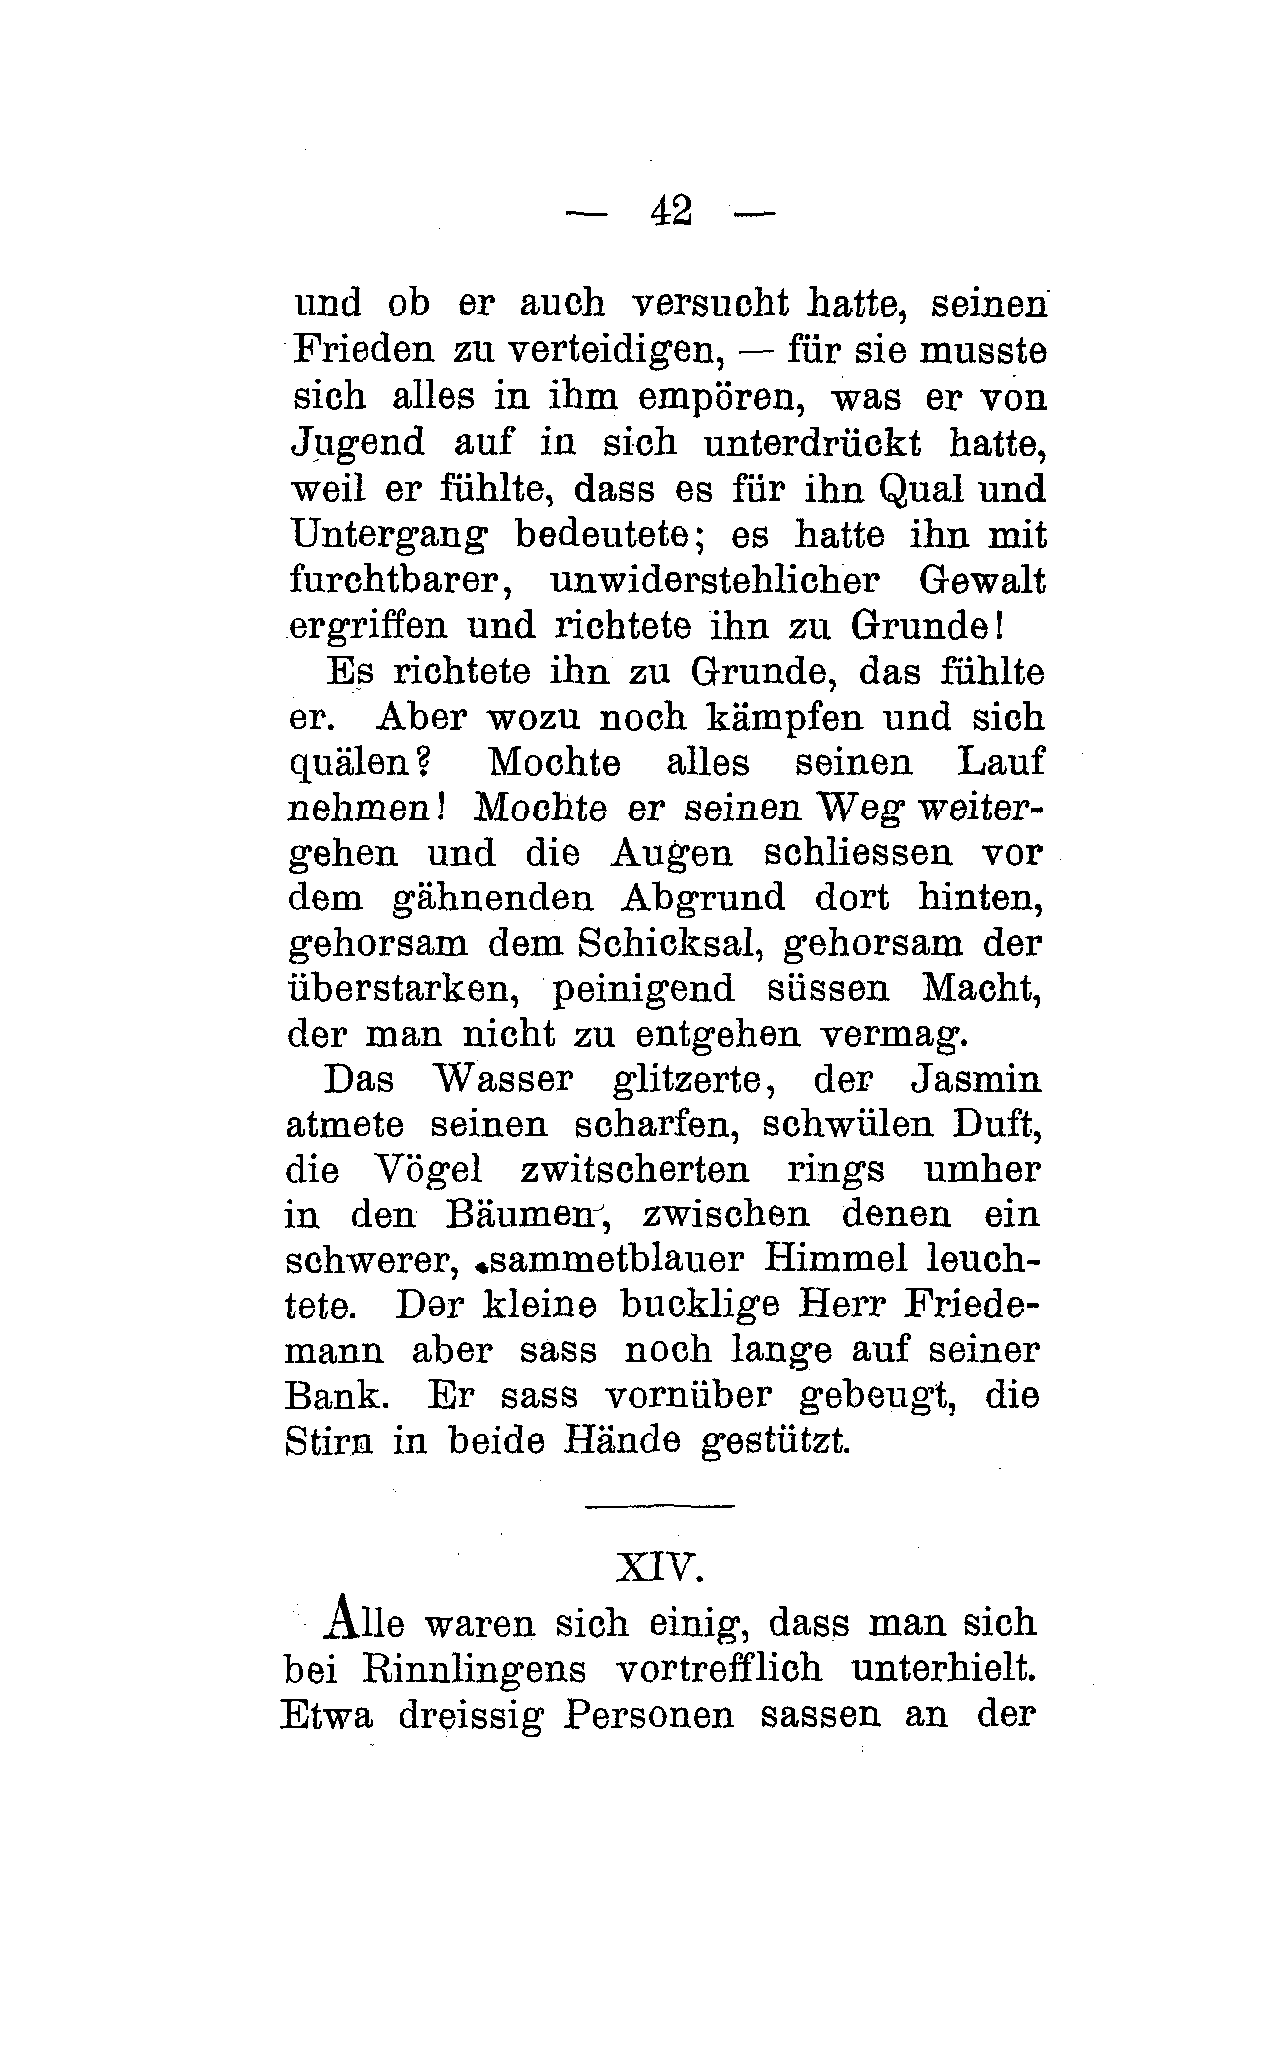 — 42 —
und ob er auch versucht hatte, seinen
Frieden zu verteidigen, — für sie musste
sich alles in ihm empören, was er von
Jugend auf in sich unterdrückt hatte,
weil er fühlte, dass es für ihn Qual und
Untergang bedeutete; es hatte ihn mit
furchtbarer, unwiderstehlicher Gewalt
ergriffen und richtete ihn zu Grunde!
Es richtete ihn zu Grunde, das fühlte
er. Aber wozu noch kämpfen und sich
quälen? Mochte alles seinen Lauf
nehmen! Mochte er seinen Weg weiter-
gehen und die Augen schliessen vor
dem gähnenden Abgrund dort hinten,
gehorsam dem Schicksal, gehorsam der
überstarken, peinigend süssen Macht,
der man nicht zu entgehen vermag.
Das Wasser glitzerte, der Jasmin
atmete seinen scharfen, schwülen Duft,
die Vögel zwitscherten rings umher
in den Bäumen, zwischen denen ein
schwerer, sammetblauer Himmel leuch-
tete. Der kleine bucklige Herr Friede-
mann aber sass noch lange auf seiner
Bank. Er sass vornüber gebeugt, die
Stirn in beide Hände gestützt.
XIV.
Alle waren sich einig, dass man sich
bei Rinnlingens vortrefflich unterhielt.
Etwa dreissig Personen sassen an der